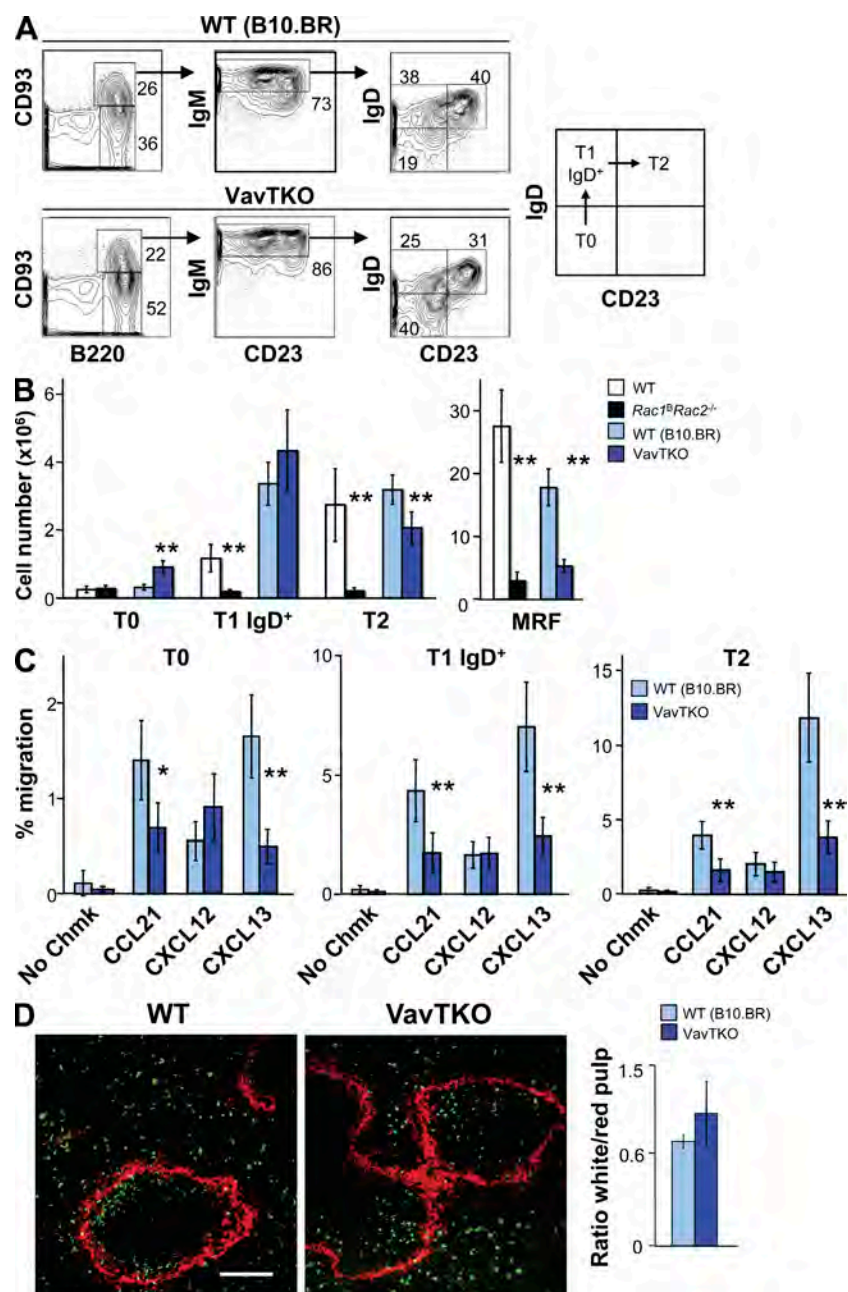 A
WT (B10.BR)
CD93
26
36
IgM
73
IgD
38
40
19
VavTKO
CD93
22
52
B220
IgM
86
CD23
IgD
25
31
40
CD23
IgD
T1
IgD⁺
T2
T0
CD23
B
Cell number (x10⁶)
6
4
2
0
T0
T1 IgD⁺
T2
**
**
**
**
30
20
10
0
MRF
**
**
WT
Rac1ᴮRac2⁻/⁻
WT (B10.BR)
VavTKO
C
% migration
T0
2
1
0
*
**
No Chmk
CCL21
CXCL12
CXCL13
T1 IgD⁺
10
5
0
**
**
No Chmk
CCL21
CXCL12
CXCL13
T2
15
10
5
0
WT (B10.BR)
VavTKO
**
**
No Chmk
CCL21
CXCL12
CXCL13
D
WT
VavTKO
WT (B10.BR)
VavTKO
Ratio white/red pulp
1.5
0.6
0